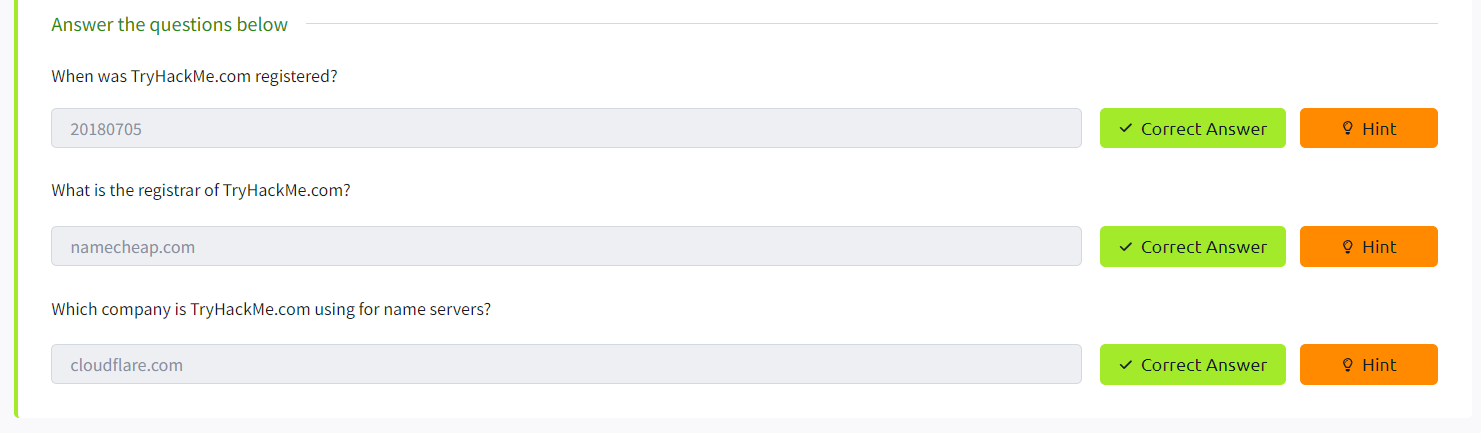 Answer the questions below
When was TryHackMe.com registered?
20180705
Correct Answer
Hint
What is the registrar of TryHackMe.com?
namecheap.com
Correct Answer
Hint
Which company is TryHackMe.com using for name servers?
cloudflare.com
Correct Answer
Hint